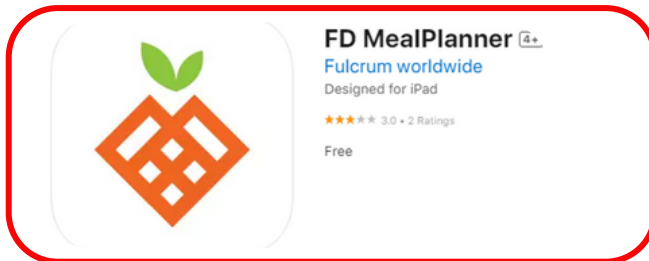 FD MealPlanner 4+
Fulcrum worldwide
Designed for iPad
★★★★★ 3.0 • 2 Ratings
Free